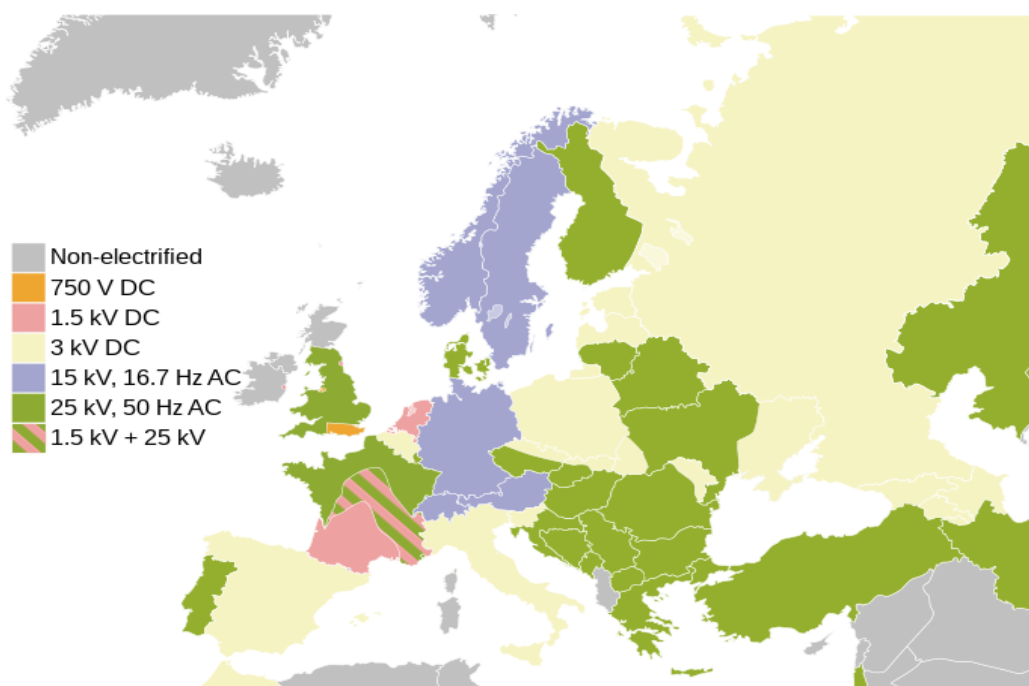 Non-electrified
750 V DC
1.5 kV DC
3 kV DC
15 kV, 16.7 Hz AC
25 kV, 50 Hz AC
1.5 kV + 25 kV